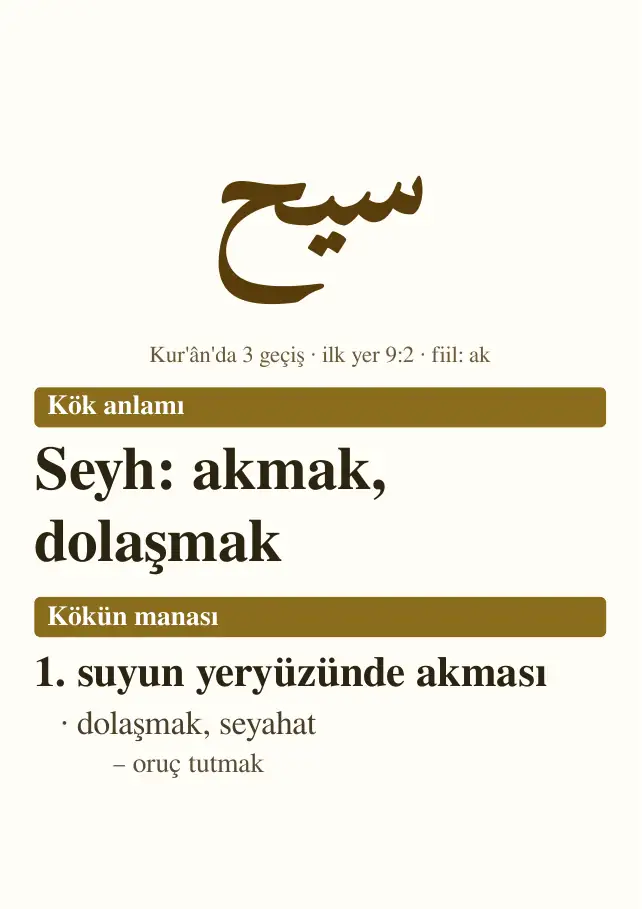 سيح
Kur'ân'da 3 geçiş · ilk yer 9:2 · fiil: ak
Kök anlamı
Seyh: akmak,
dolaşmak
Kökün manası
1. suyun yeryüzünde akması
· dolaşmak, seyahat
– oruç tutmak